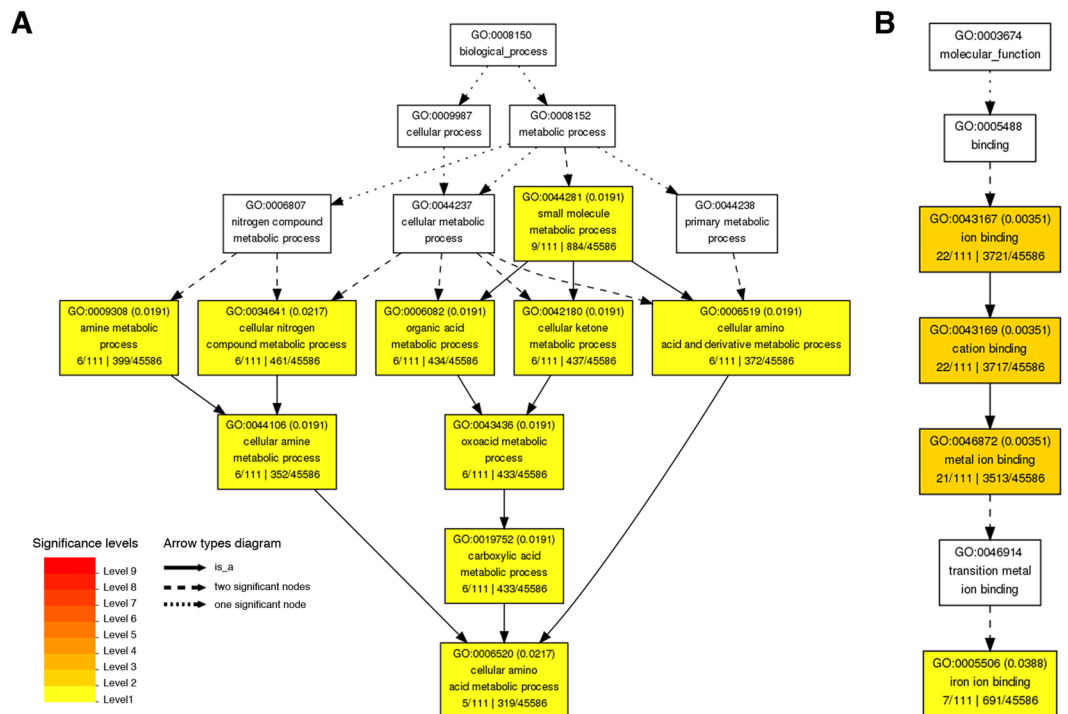 A
B
GO:0008150
biological_process
GO:0003674
molecular_function
GO:0009987
cellular process
GO:0008152
metabolic process
GO:0005488
binding
GO:0006807
nitrogen compound
metabolic process
GO:0044237
cellular metabolic
process
GO:0044281 (0.0191)
small molecule
metabolic process
9/111 | 884/45586
GO:0044238
primary metabolic
process
GO:0043167 (0.00351)
ion binding
22/111 | 3721/45586
GO:0009308 (0.0191)
amine metabolic
process
6/111 | 399/45586
GO:0034641 (0.0217)
cellular nitrogen
compound metabolic process
6/111 | 461/45586
GO:0006082 (0.0191)
organic acid
metabolic process
6/111 | 434/45586
GO:0042180 (0.0191)
cellular ketone
metabolic process
6/111 | 437/45586
GO:0006519 (0.0191)
cellular amino
acid and derivative metabolic process
6/111 | 372/45586
GO:0043169 (0.00351)
cation binding
22/111 | 3717/45586
GO:0044106 (0.0191)
cellular amine
metabolic process
6/111 | 352/45586
GO:0043436 (0.0191)
oxoacid metabolic
process
6/111 | 433/45586
GO:0046872 (0.00351)
metal ion binding
21/111 | 3513/45586
GO:0019752 (0.0191)
carboxylic acid
metabolic process
6/111 | 433/45586
GO:0046914
transition metal
ion binding
GO:0006520 (0.0217)
cellular amino
acid metabolic process
5/111 | 319/45586
GO:0005506 (0.0388)
iron ion binding
7/111 | 691/45586
Significance levels
Level 9
Level 8
Level 7
Level 6
Level 5
Level 4
Level 3
Level 2
Level1
Arrow types diagram
is_a
two significant nodes
one significant node